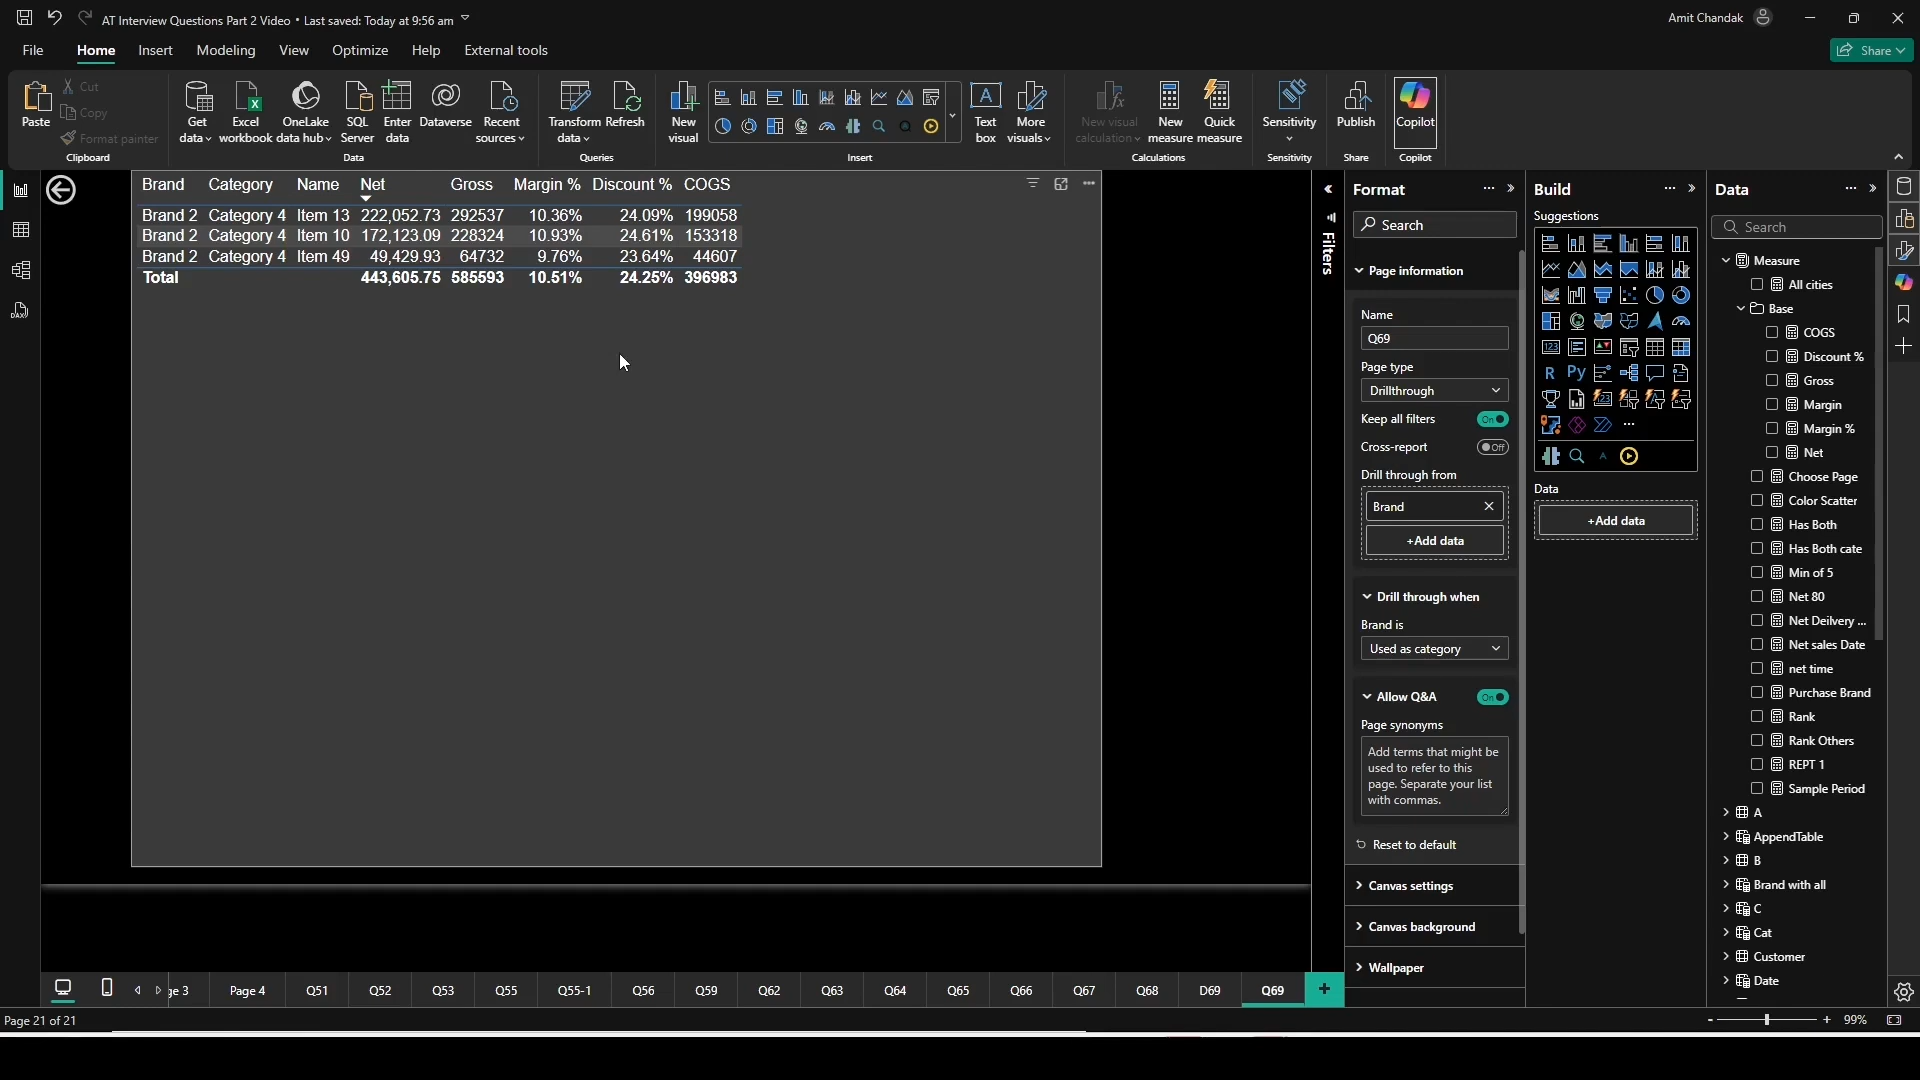 AT Interview Questions Part 2 Video • Last saved: Today at 9:56 am
Amit Chandak
File Home Insert Modeling View Optimize Help External tools
Share
Paste
Cut
Copy
Format painter
Clipboard
Get data
Excel workbook
OneLake data hub
SQL Server
Enter data
Dataverse
Recent sources
Data
Transform data
Refresh
Queries
New visual
Text box
More visuals
Insert
New visual calculation
New measure
Quick measure
Calculations
Sensitivity
Sensitivity
Publish
Share
Copilot
Copilot
DAX
Brand Category Name Net Gross Margin % Discount % COGS
Brand 2 Category 4 Item 13 222,052.73 292537 10.36% 24.09% 199058
Brand 2 Category 4 Item 10 172,123.09 228324 10.93% 24.61% 153318
Brand 2 Category 4 Item 49 49,429.93 64732 9.76% 23.64% 44607
Total 443,605.75 585593 10.51% 24.25% 396983
Filters
Format
Search
Page information
Name
Q69
Page type
Drillthrough
Keep all filters On
Cross-report Off
Drill through from
Brand
+Add data
Drill through when
Brand is
Used as category
Allow Q&A On
Page synonyms
Add terms that might be
used to refer to this
page. Separate your list
with commas.
Reset to default
Canvas settings
Canvas background
Wallpaper
Build
Suggestions
123
R Py
123
Data
+Add data
Data
Search
Measure
All cities
Base
COGS
Discount %
Gross
Margin
Margin %
Net
Choose Page
Color Scatter
Has Both
Has Both cate
Min of 5
Net 80
Net Deilvery ...
Net sales Date
net time
Purchase Brand
Rank
Rank Others
REPT 1
Sample Period
A
AppendTable
B
Brand with all
C
Cat
Customer
Date
ge 3 Page 4 Q51 Q52 Q53 Q55 Q55-1 Q56 Q59 Q62 Q63 Q64 Q65 Q66 Q67 Q68 D69 Q69 +
Page 21 of 21
- + 99%